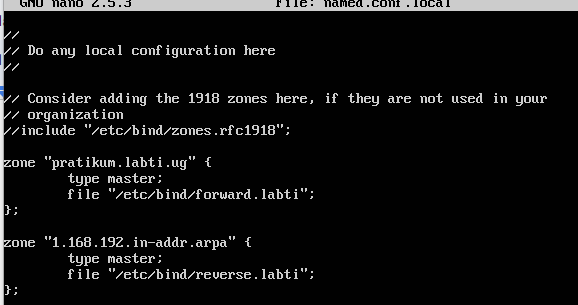 GNU nano 2.5.3 File: named.conf.local
//
// Do any local configuration here
//
// Consider adding the 1918 zones here, if they are not used in your
// organization
//include "/etc/bind/zones.rfc1918";
zone "pratikum.labti.ug" {
type master;
file "/etc/bind/forward.labti";
};
zone "1.168.192.in-addr.arpa" {
type master;
file "/etc/bind/reverse.labti";
};